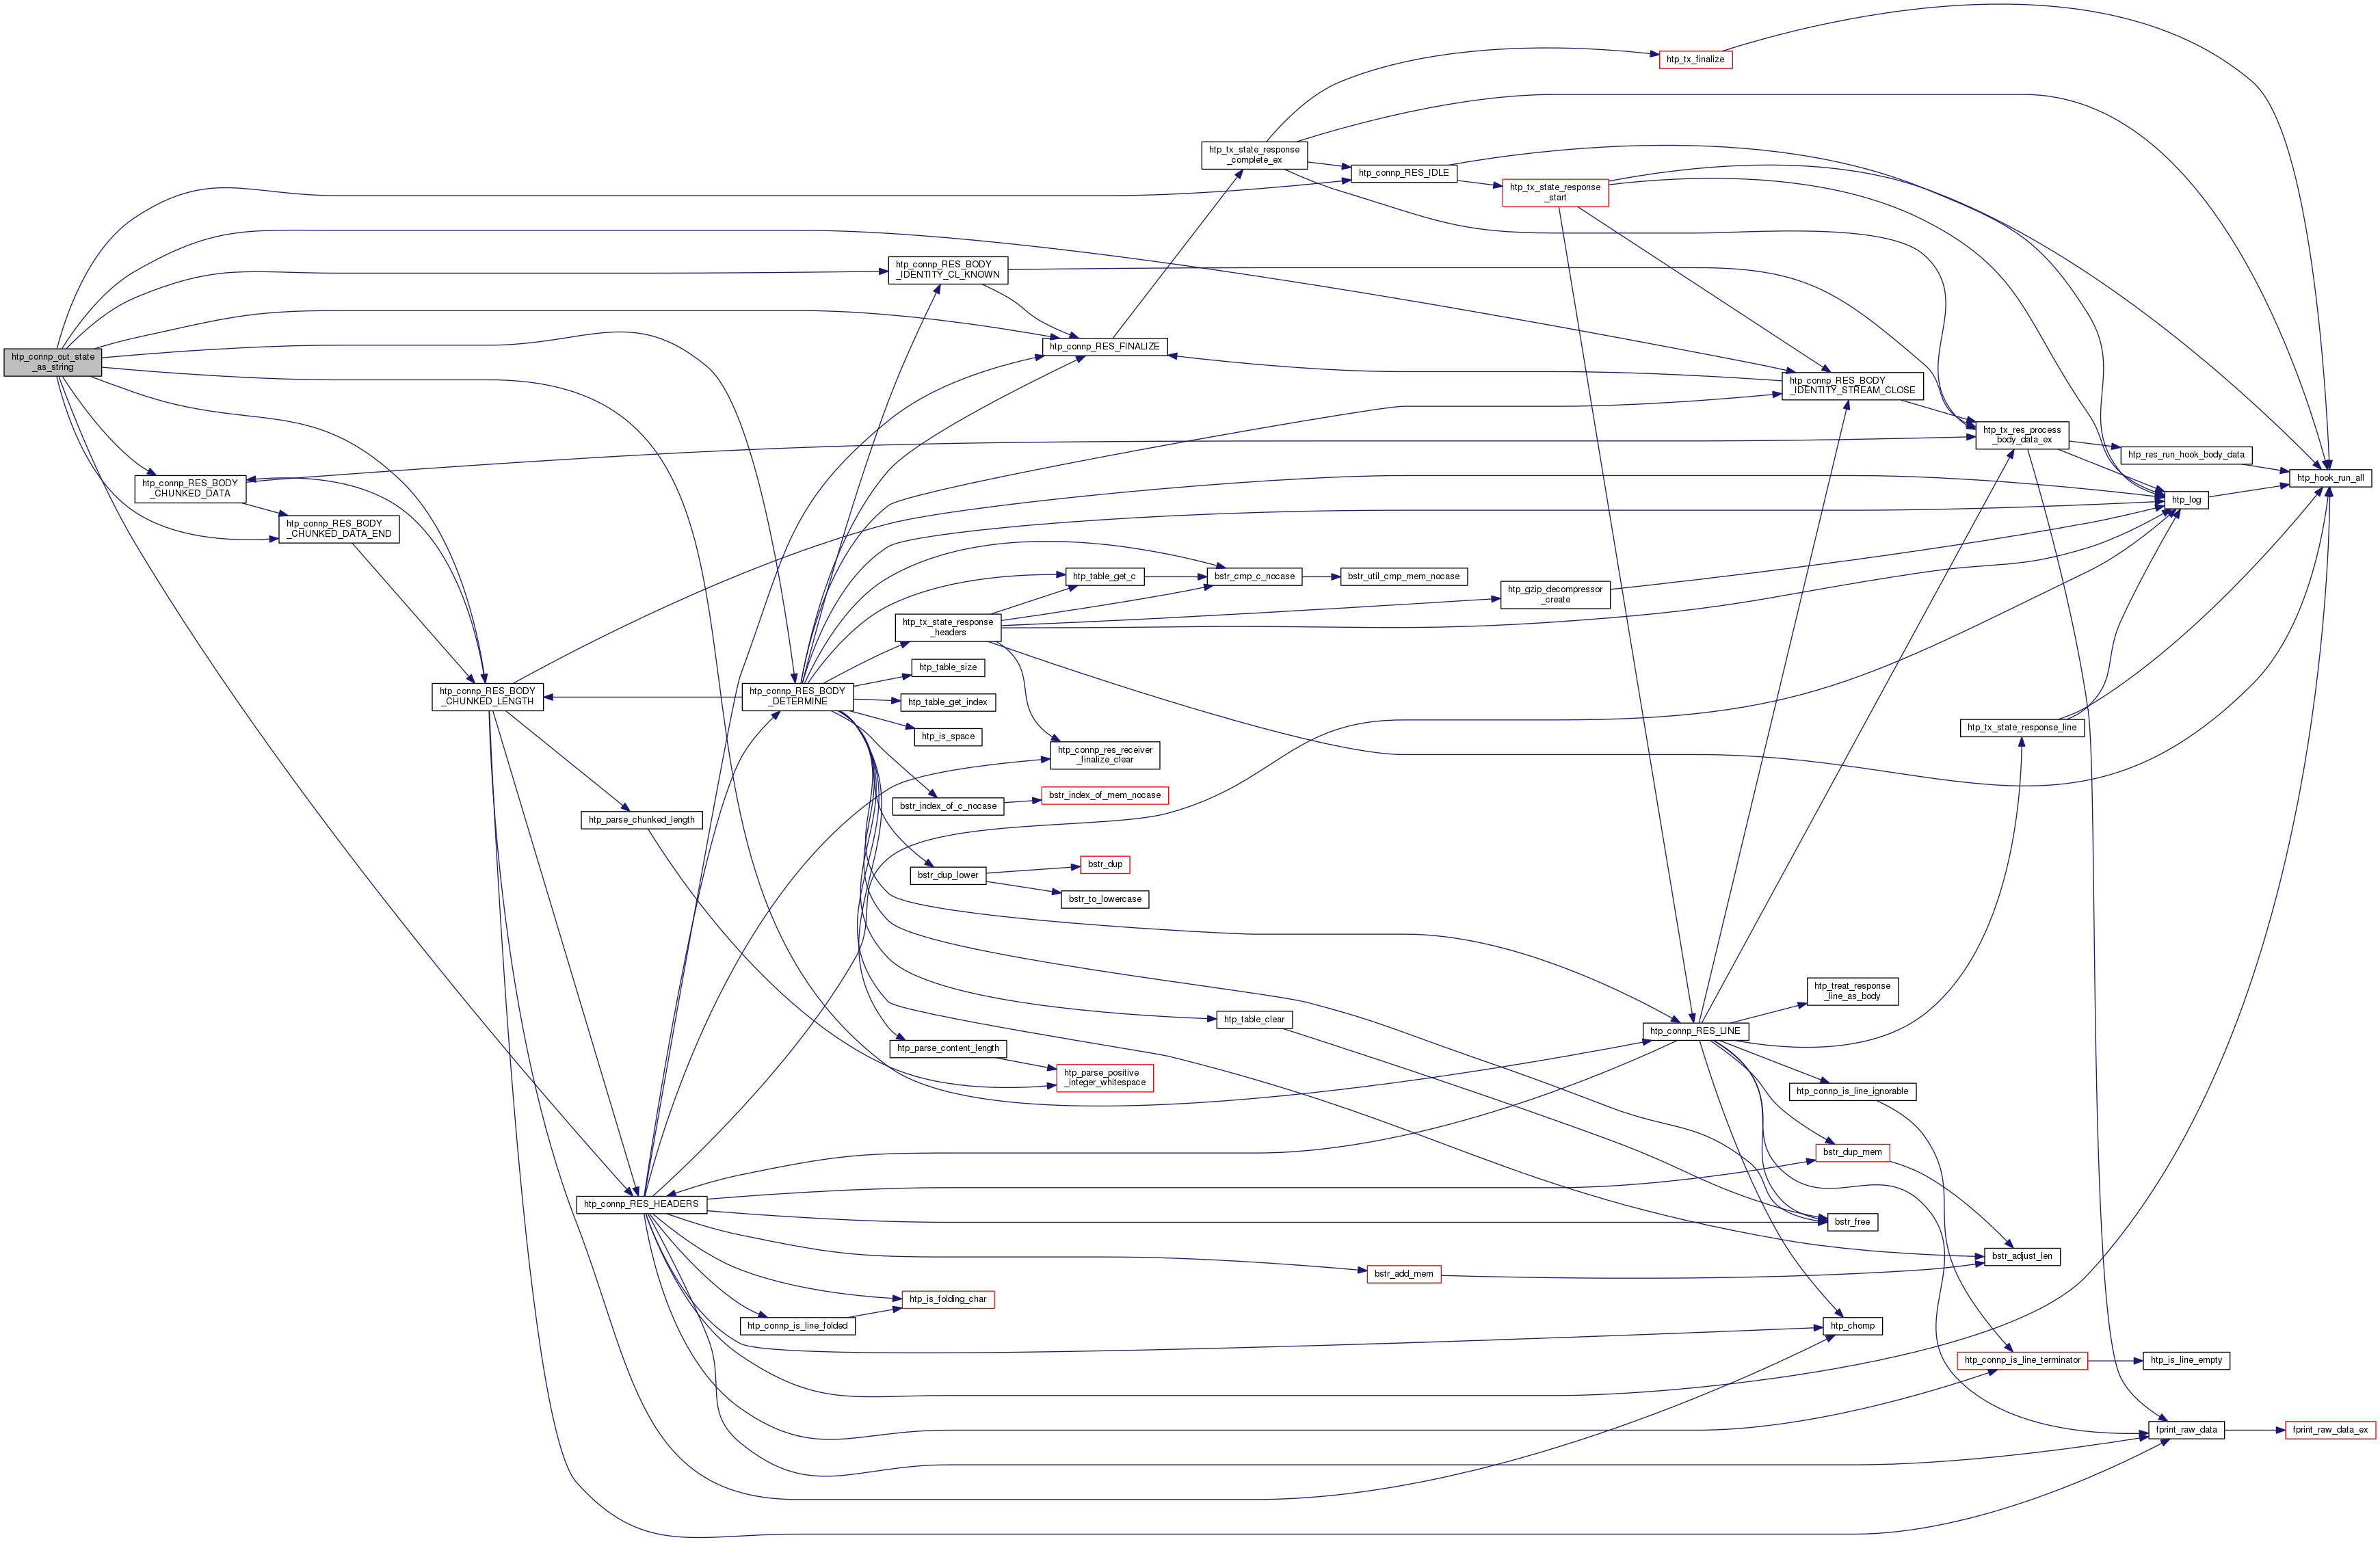 htp_tx_finalize
htp_tx_state_response
_complete_ex
htp_connp_RES_IDLE
htp_tx_state_response
_start
htp_connp_RES_BODY
_IDENTITY_CL_KNOWN
htp_connp_RES_FINALIZE
htp_connp_out_state
_as_string
htp_connp_RES_BODY
_IDENTITY_STREAM_CLOSE
htp_tx_res_process
_body_data_ex
htp_res_run_hook_body_data
htp_hook_run_all
htp_connp_RES_BODY
_CHUNKED_DATA
htp_log
htp_connp_RES_BODY
_CHUNKED_DATA_END
htp_table_get_c
bstr_cmp_c_nocase
bstr_util_cmp_mem_nocase
htp_gzip_decompressor
_create
htp_tx_state_response
_headers
htp_table_size
htp_connp_RES_BODY
_CHUNKED_LENGTH
htp_connp_RES_BODY
_DETERMINE
htp_table_get_index
htp_tx_state_response_line
htp_is_space
htp_connp_res_receiver
_finalize_clear
bstr_index_of_mem_nocase
bstr_index_of_c_nocase
htp_parse_chunked_length
bstr_dup
bstr_dup_lower
bstr_to_lowercase
htp_treat_response
_line_as_body
htp_table_clear
htp_connp_RES_LINE
htp_parse_content_length
htp_parse_positive
_integer_whitespace
htp_connp_is_line_ignorable
bstr_dup_mem
htp_connp_RES_HEADERS
bstr_free
bstr_adjust_len
bstr_add_mem
htp_is_folding_char
htp_connp_is_line_folded
htp_chomp
htp_connp_is_line_terminator
htp_is_line_empty
fprint_raw_data
fprint_raw_data_ex